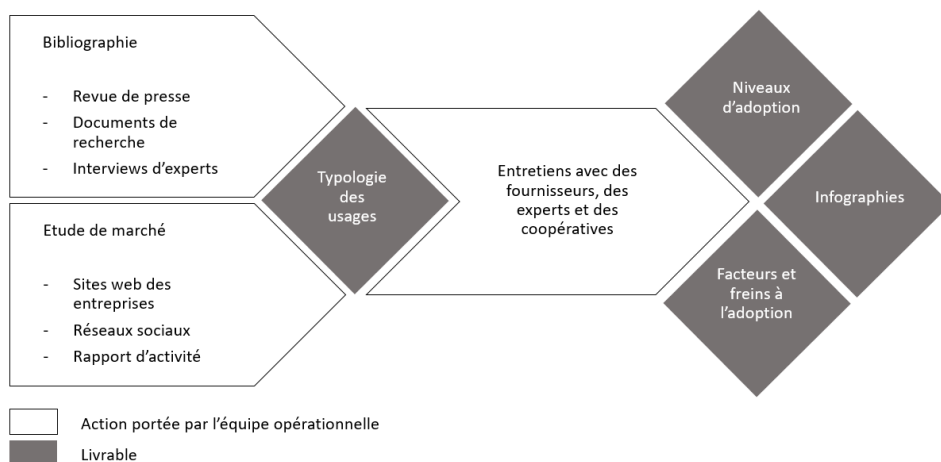 Bibliographie
- Revue de presse
- Documents de
recherche
- Interviews d'experts
Etude de marché
- Sites web des
entreprises
- Réseaux sociaux
- Rapport d'activité
Typologie
des
usages
Entretiens avec des
fournisseurs, des
experts et des
coopératives
Niveaux
d'adoption
Infographies
Facteurs et
freins à
l'adoption
Action portée par l'équipe opérationnelle
Livrable